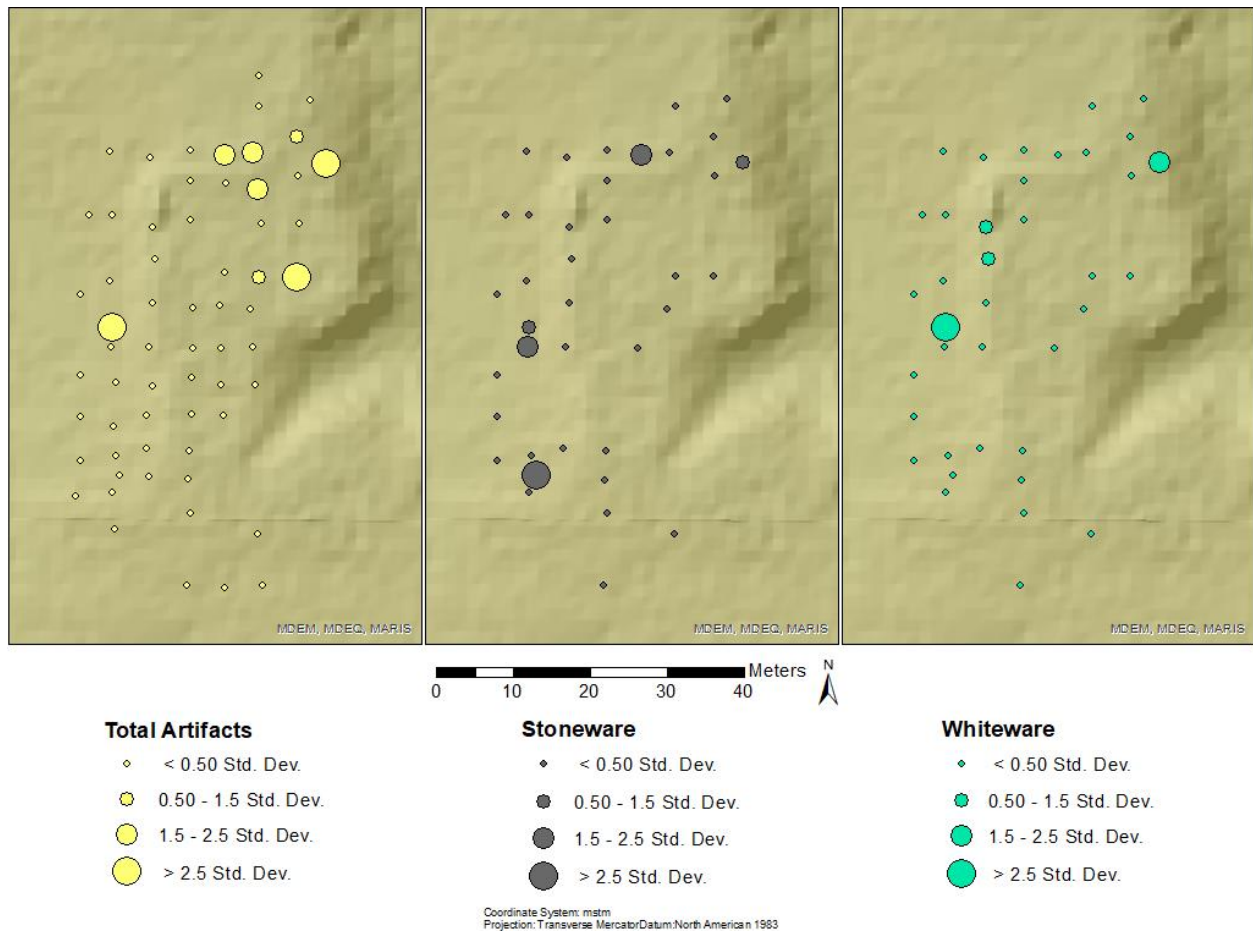 MDEM, MDEQ, MARIS
MDEM, MDEQ, MARIS
MDEM, MDEQ, MARIS
Meters
N
0 10 20 30 40
Total Artifacts
< 0.50 Std. Dev.
0.50 - 1.5 Std. Dev.
1.5 - 2.5 Std. Dev.
> 2.5 Std. Dev.
Stoneware
< 0.50 Std. Dev.
0.50 - 1.5 Std. Dev.
1.5 - 2.5 Std. Dev.
> 2.5 Std. Dev.
Whiteware
< 0.50 Std. Dev.
0.50 - 1.5 Std. Dev.
1.5 - 2.5 Std. Dev.
> 2.5 Std. Dev.
Coordinate System: mstm
Projection: Transverse MercatorDatum:North American 1983